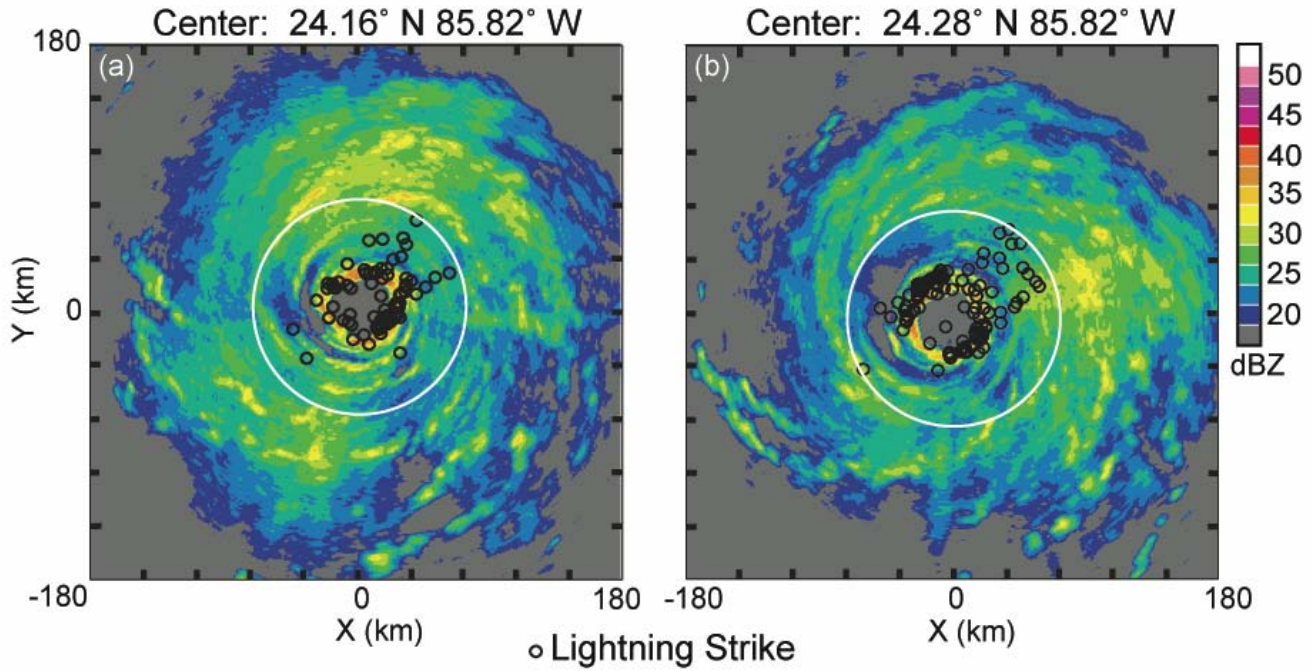 Center: 24.16° N 85.82° W
Center: 24.28° N 85.82° W
180
(a)
(b)
50
45
40
35
30
25
20
dBZ
Y (km)
0
-180
0
180
-180
0
180
X (km)
X (km)
Lightning Strike